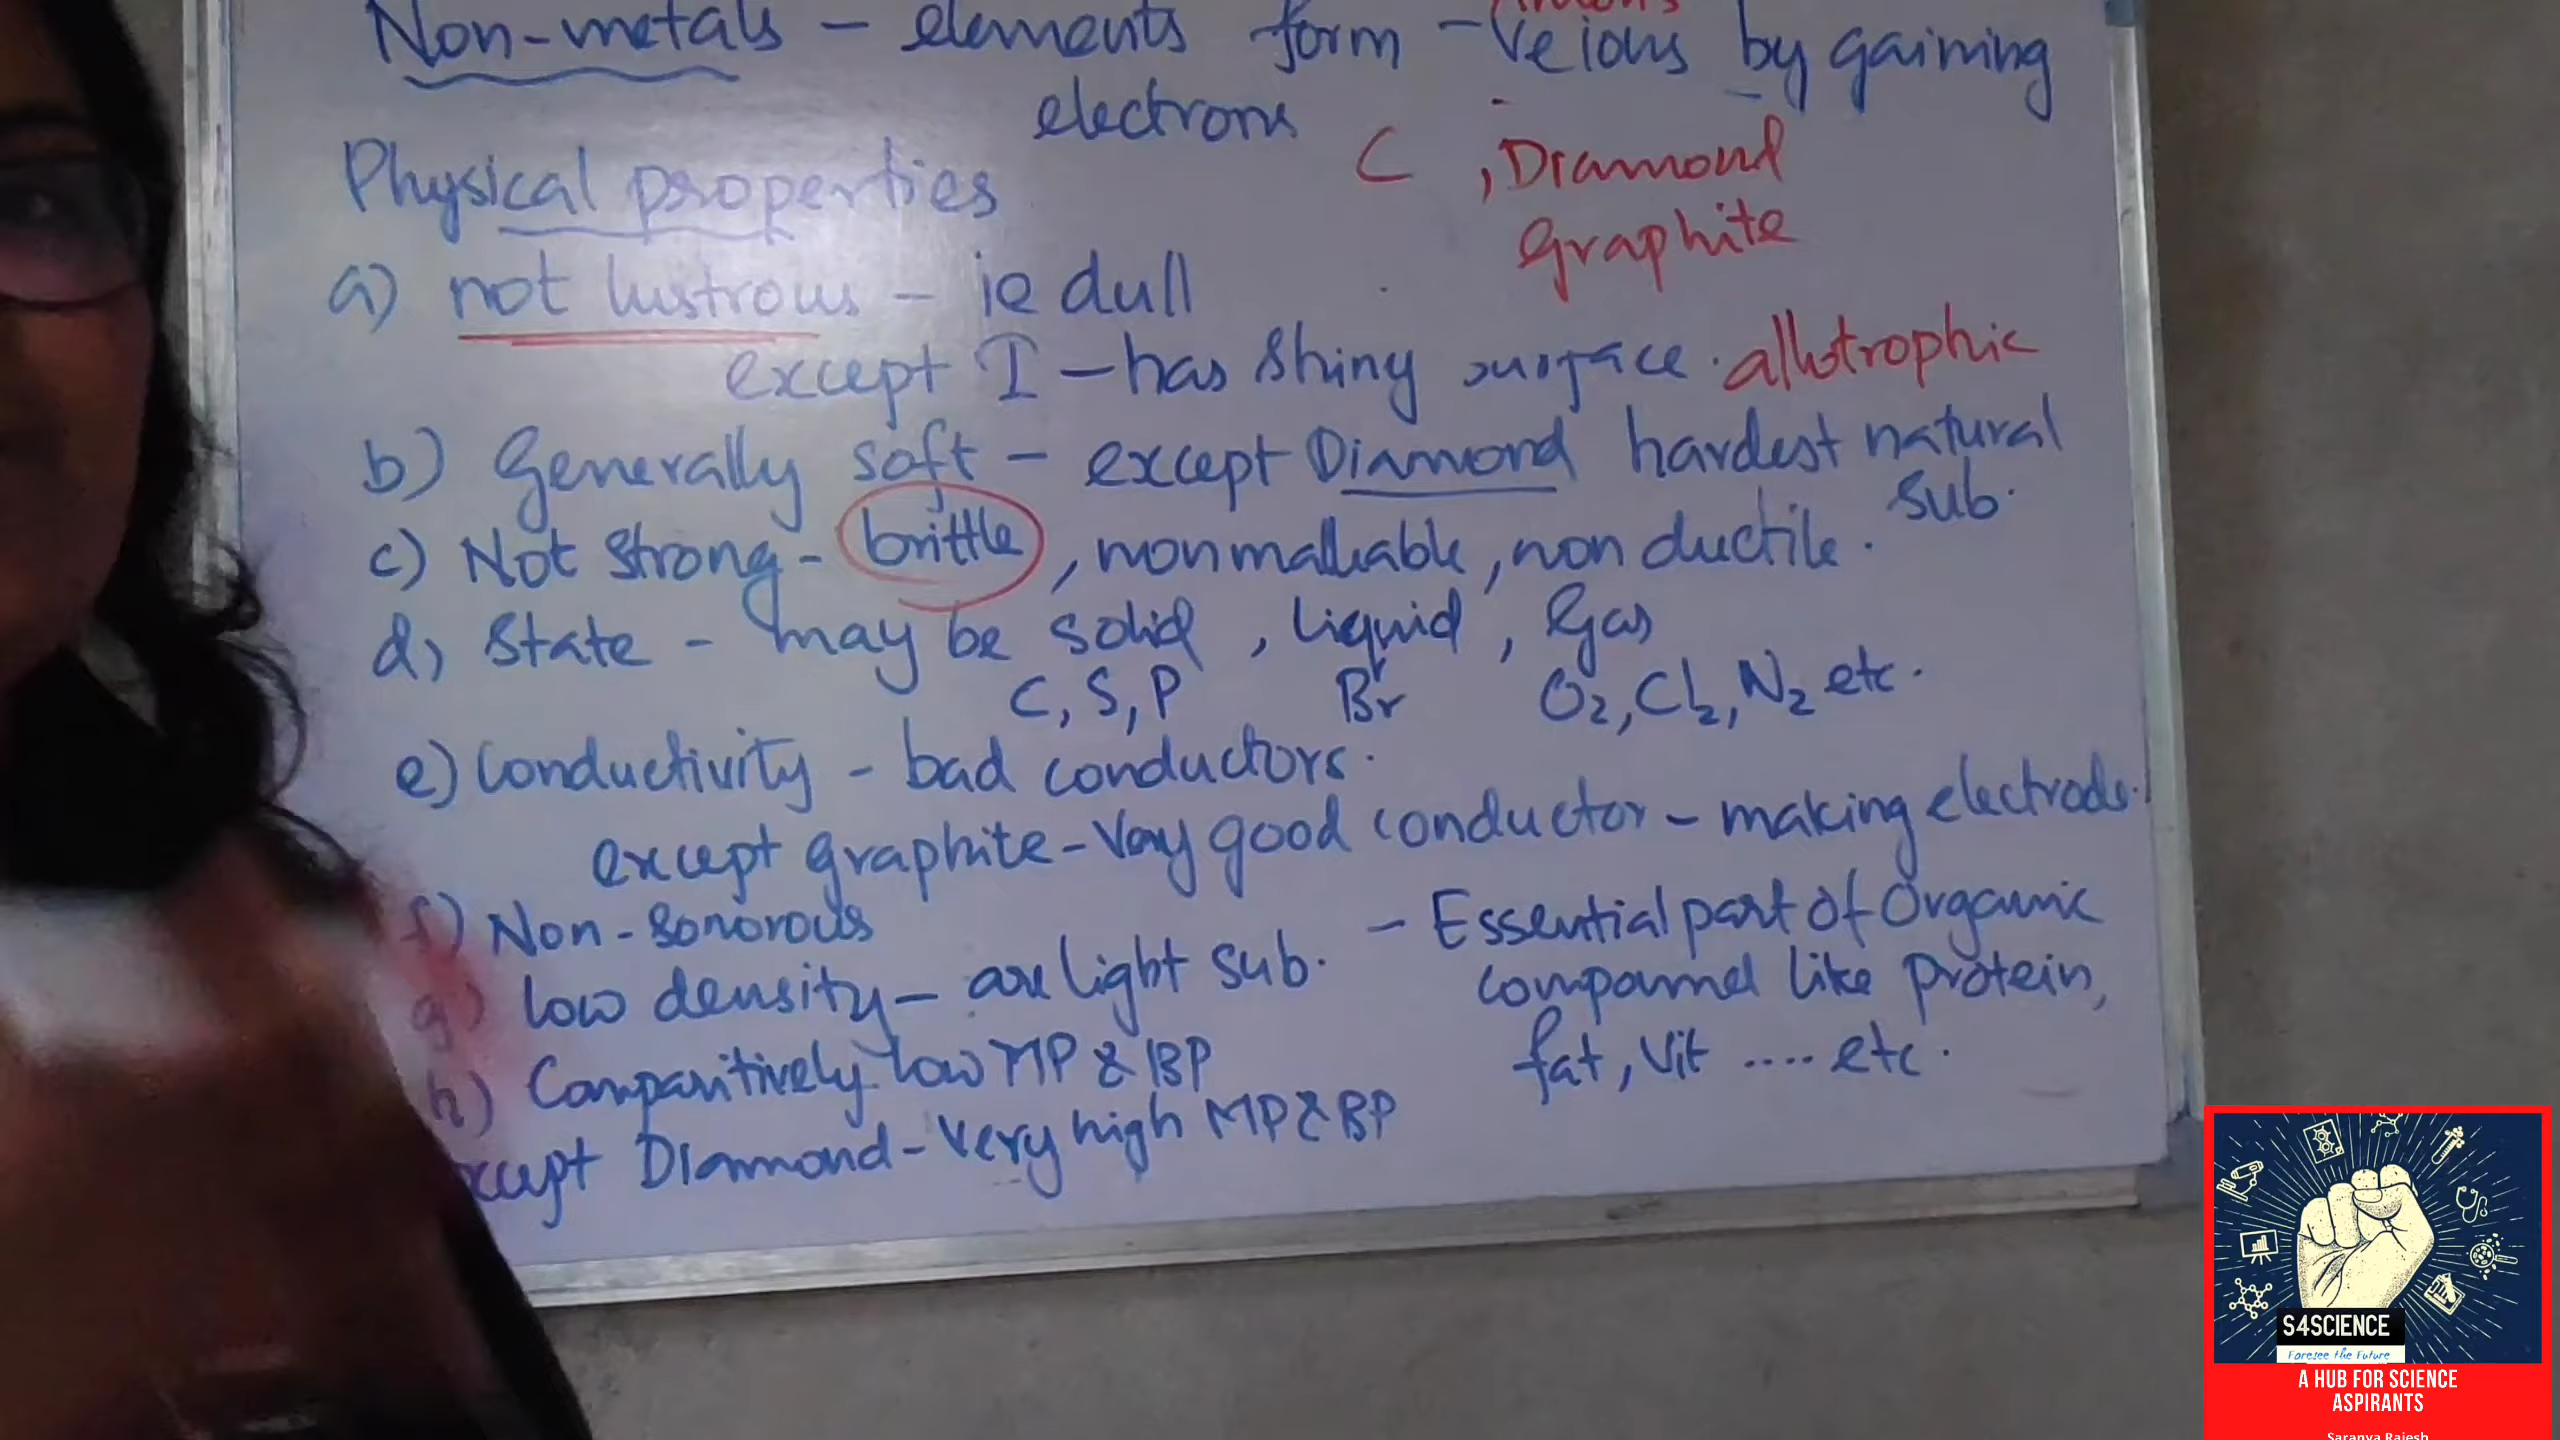 Non-metals - elements form -Ve ions by gaining
electrons
C , Diamond
Graphite
Physical properties
a) not lustrous - ie dull
except I - has shiny surface. allotrophic
b) Generally soft - except Diamond hardest natural
sub.
c) Not strong - brittle, non malleable, non ductile.
d) State - may be solid, Liquid, Gas
C, S, P Br O2, Cl2, N2 etc.
e) Conductivity - bad conductors.
except graphite - Very good conductor - making electrode.
f) Non-sonorous
g) low density - are light sub.
h) Comparitively low MP & BP
xcept Diamond - Very high MP & BP
- Essential part of Organic
compound like protein,
fat, Vit .... etc.
S4SCIENCE
Foresee the Future
A HUB FOR SCIENCE
ASPIRANTS
Saranya Rajesh